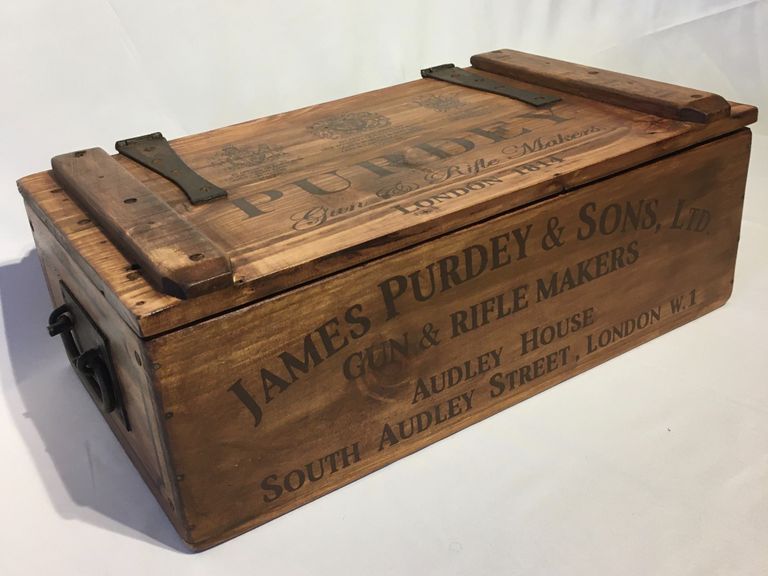 PURDEY
Gun & Rifle Makers.
LONDON 1814
JAMES PURDEY & SONS, LTD.
GUN & RIFLE MAKERS
AUDLEY HOUSE
SOUTH AUDLEY STREET, LONDON W.1